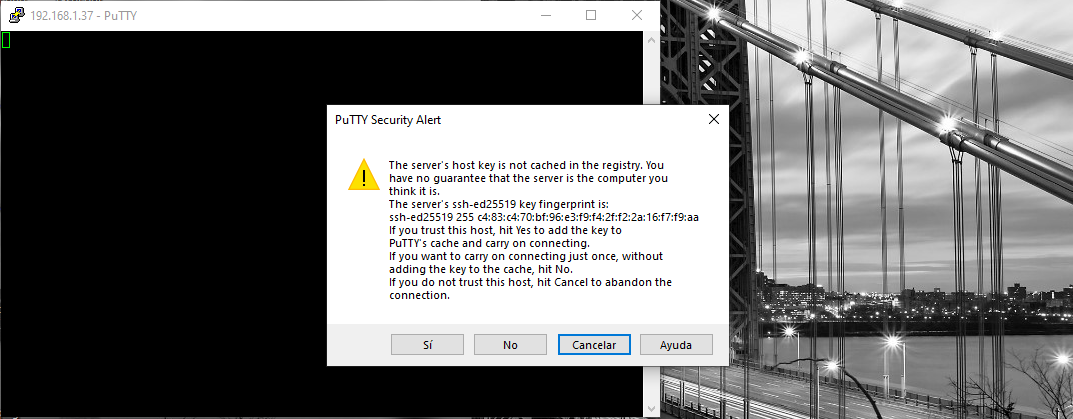 192.168.1.37 - PuTTY
PuTTY Security Alert
The server's host key is not cached in the registry. You
have no guarantee that the server is the computer you
think it is.
The server's ssh-ed25519 key fingerprint is:
ssh-ed25519 255 c4:83:c4:70:bf:96:e3:f9:f4:2f:f2:2a:16:f7:f9:aa
If you trust this host, hit Yes to add the key to
PuTTY's cache and carry on connecting.
If you want to carry on connecting just once, without
adding the key to the cache, hit No.
If you do not trust this host, hit Cancel to abandon the
connection.
Sí No Cancelar Ayuda